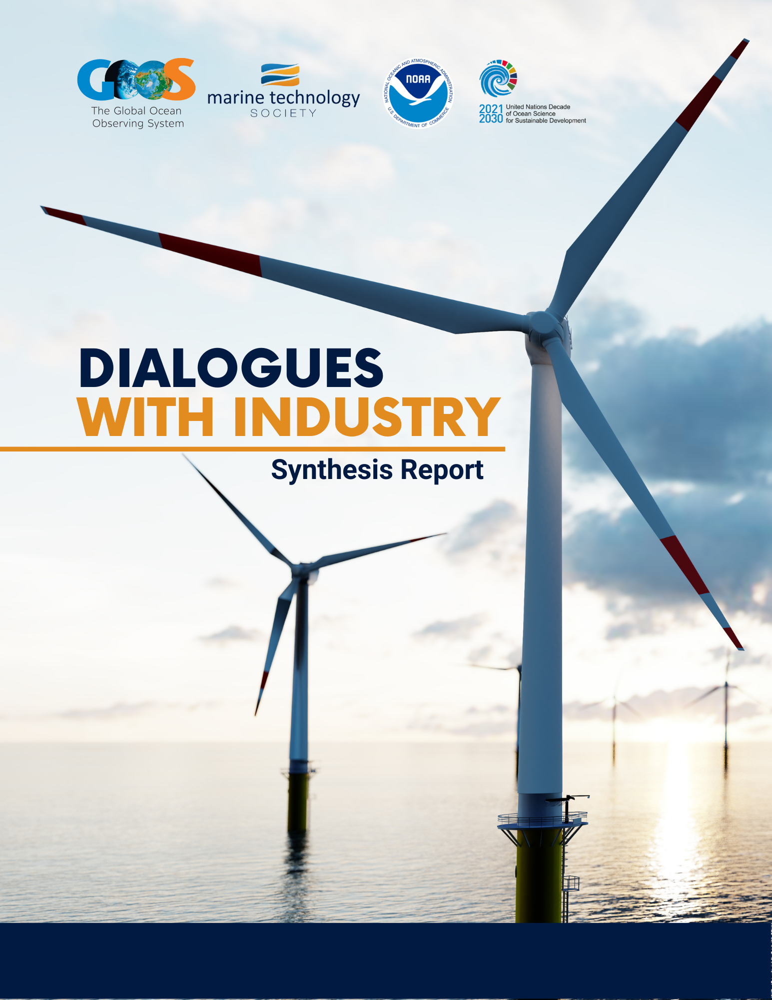 GOOS
The Global Ocean
Observing System
marine technology
SOCIETY
NATIONAL OCEANIC AND ATMOSPHERIC ADMINISTRATION
NOAA
U.S. DEPARTMENT OF COMMERCE
2021
2030
United Nations Decade
of Ocean Science
for Sustainable Development
DIALOGUES
WITH INDUSTRY
Synthesis Report